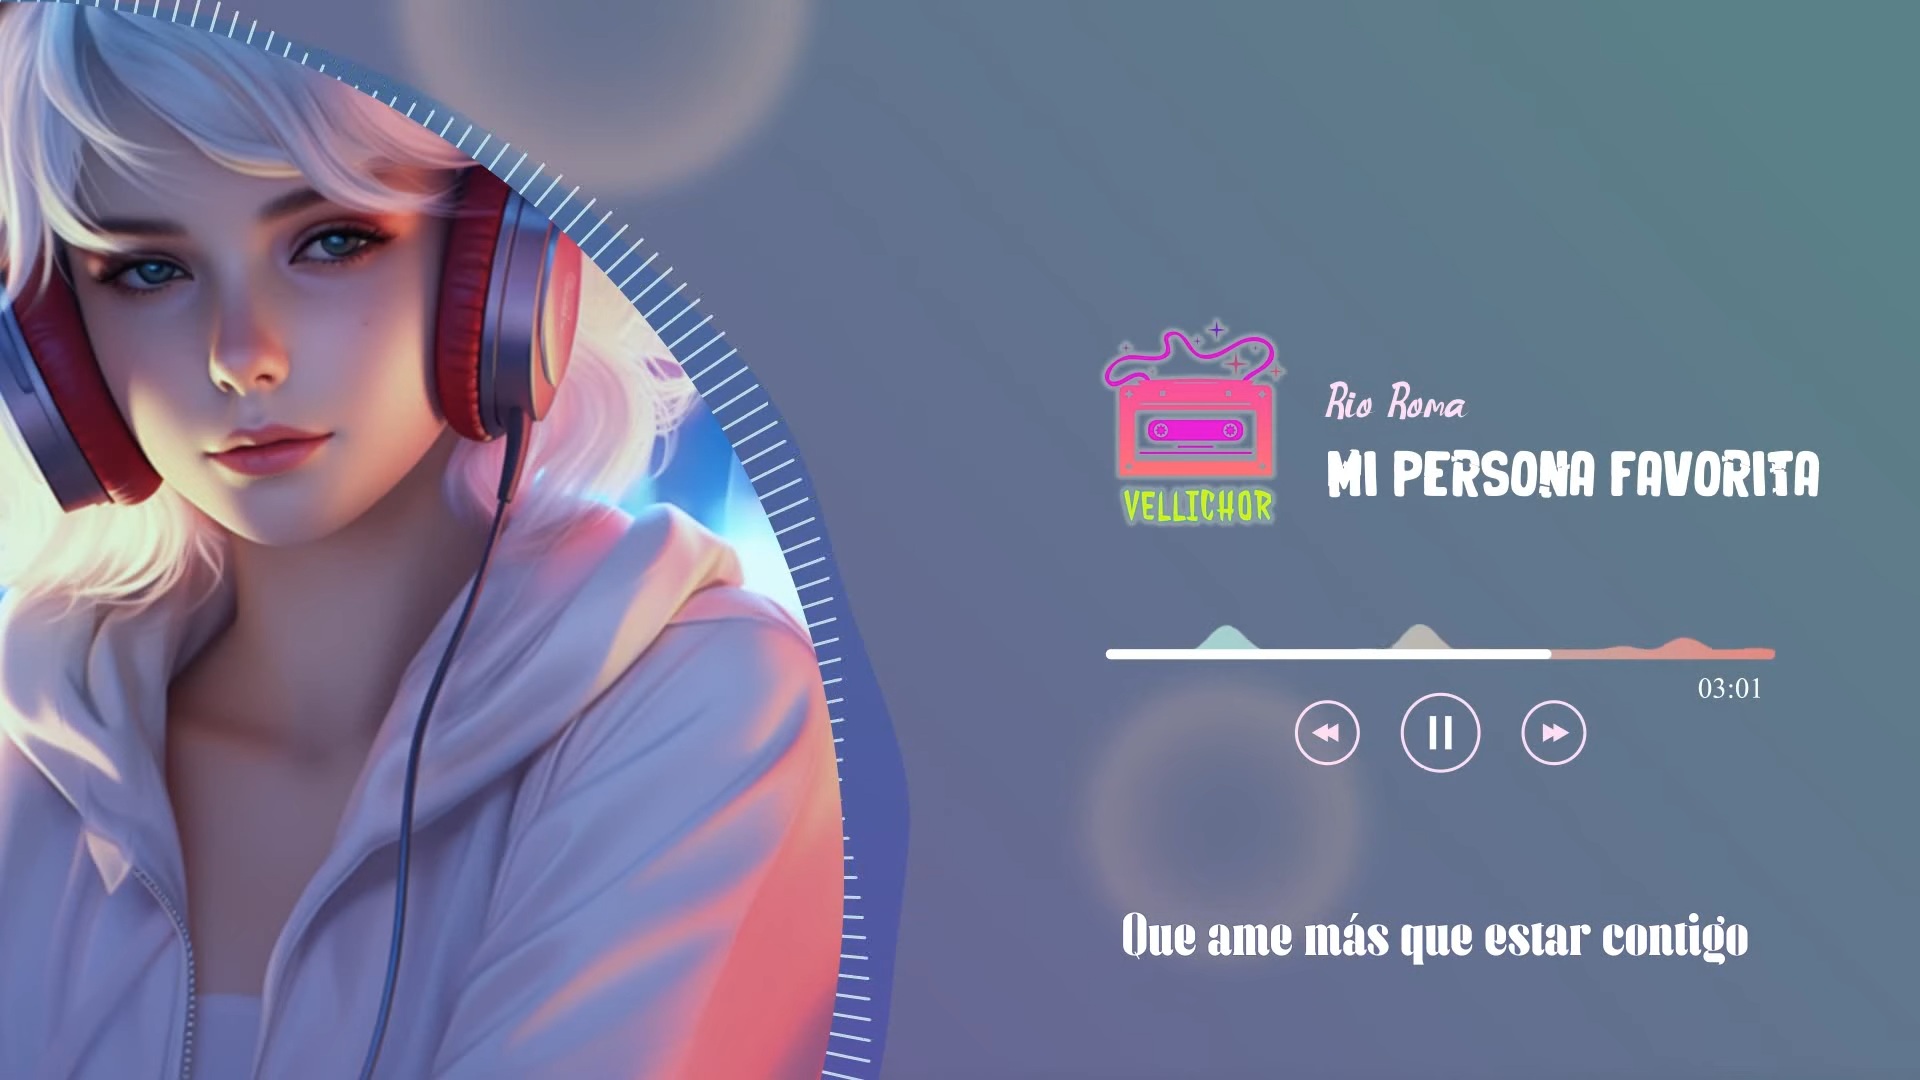 Rio Roma
MI PERSONA FAVORITA
VELLICHOR
03:01
Que ame más que estar contigo